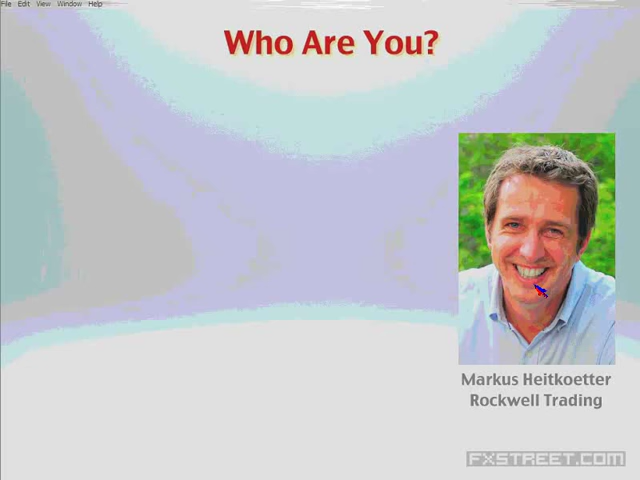 File Edit View Window Help
Who Are You?
Markus Heitkoetter
Rockwell Trading
FXSTREET.COM